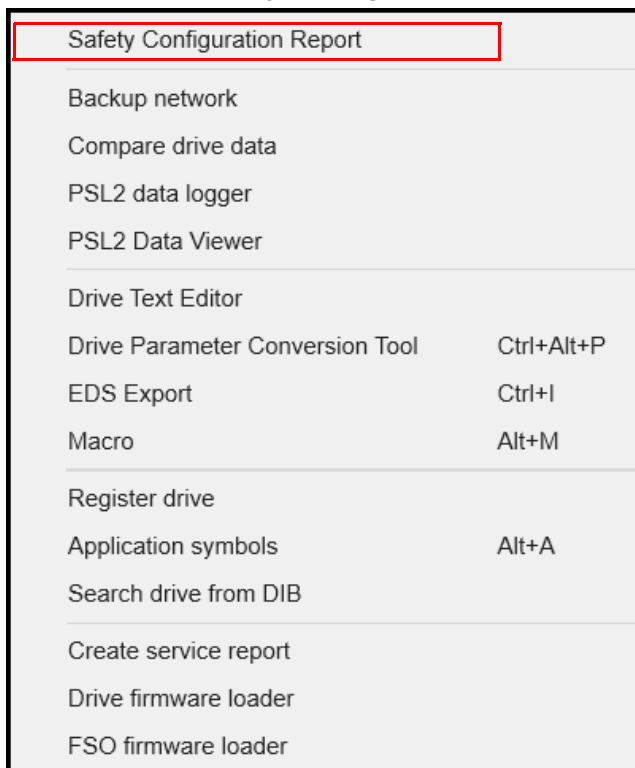 Safety Configuration Report
Backup network
Compare drive data
PSL2 data logger
PSL2 Data Viewer
Drive Text Editor
Drive Parameter Conversion Tool Ctrl+Alt+P
EDS Export Ctrl+I
Macro Alt+M
Register drive
Application symbols Alt+A
Search drive from DIB
Create service report
Drive firmware loader
FSO firmware loader